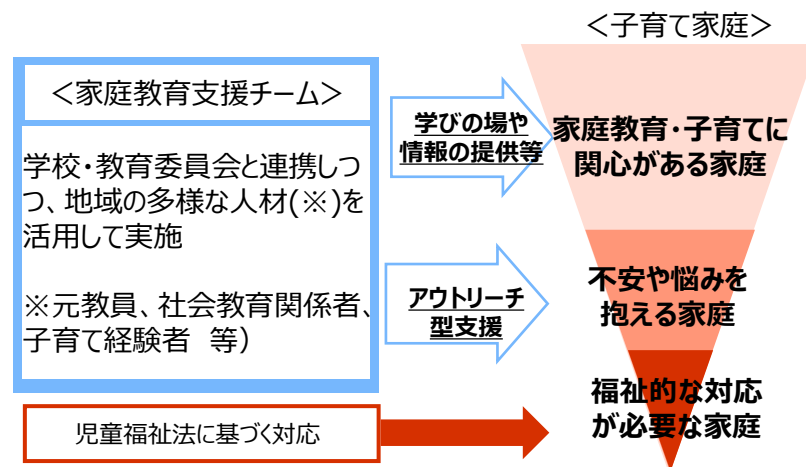 ＜子育て家庭＞
＜家庭教育支援チーム＞
学校・教育委員会と連携しつ
つ、地域の多様な人材(※)を
活用して実施
※元教員、社会教育関係者、
子育て経験者　等）
学びの場や
情報の提供等
家庭教育・子育てに
関心がある家庭
アウトリーチ
型支援
不安や悩みを
抱える家庭
児童福祉法に基づく対応
福祉的な対応
が必要な家庭